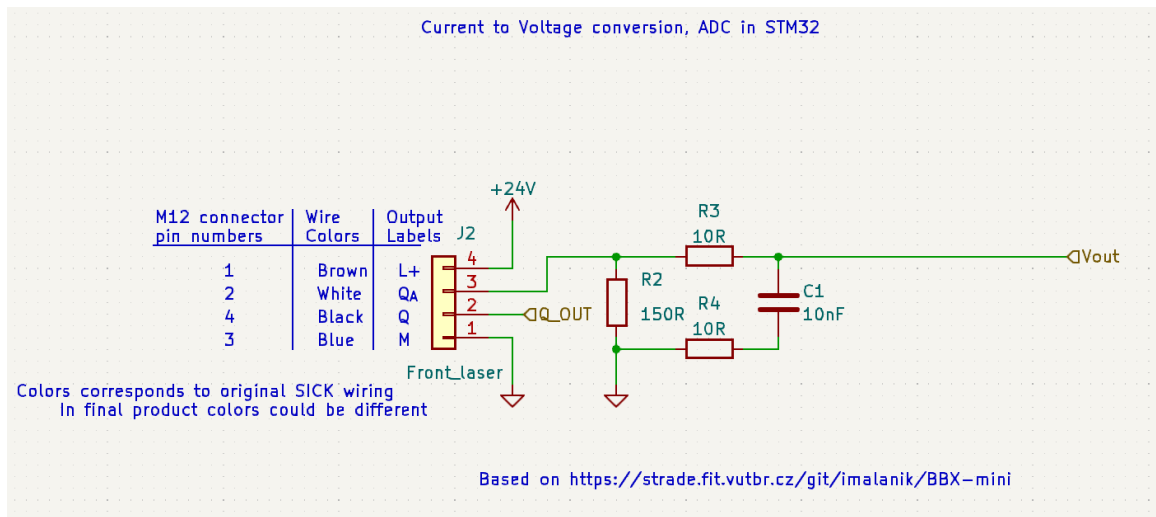 Current to Voltage conversion, ADC in STM32
+24V
M12 connector Wire Output
pin numbers Colors Labels
J2
1 Brown L+
2 White QA
4 Black Q
3 Blue M
4
3
2
1
Front_laser
Q_OUT
R3
10R
R2
150R
R4
10R
C1
10nF
Vout
Colors corresponds to original SICK wiring
In final product colors could be different
Based on https://strade.fit.vutbr.cz/git/imalanik/BBX-mini